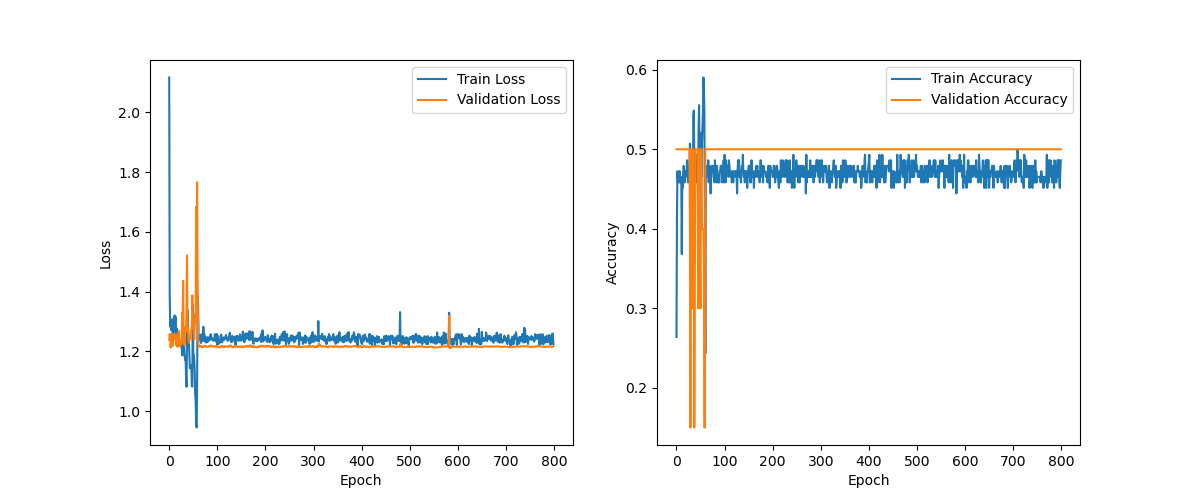 Train Loss
Validation Loss
2.0
1.8
1.6
1.4
1.2
1.0
Loss
0 100 200 300 400 500 600 700 800
Epoch
Train Accuracy
Validation Accuracy
0.6
0.5
0.4
0.3
0.2
Accuracy
0 100 200 300 400 500 600 700 800
Epoch